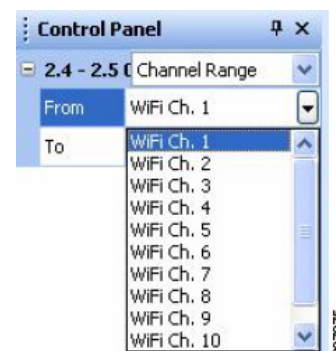 Control Panel
2.4 - 2.5 Channel Range
From WiFi Ch. 1
To
WiFi Ch. 1
WiFi Ch. 2
WiFi Ch. 3
WiFi Ch. 4
WiFi Ch. 5
WiFi Ch. 6
WiFi Ch. 7
WiFi Ch. 8
WiFi Ch. 9
WiFi Ch. 10